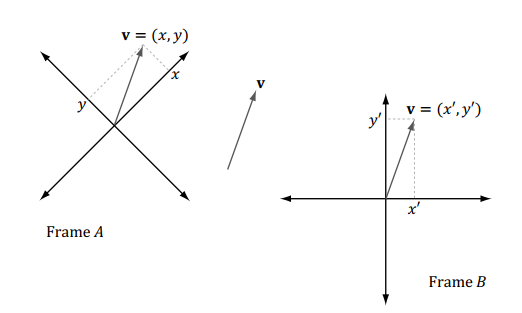 𝐯 = (𝑥, 𝑦)
𝑥
𝑦
Frame 𝐴
𝐯
𝐯 = (𝑥′, 𝑦′)
𝑦′
𝑥′
Frame 𝐵